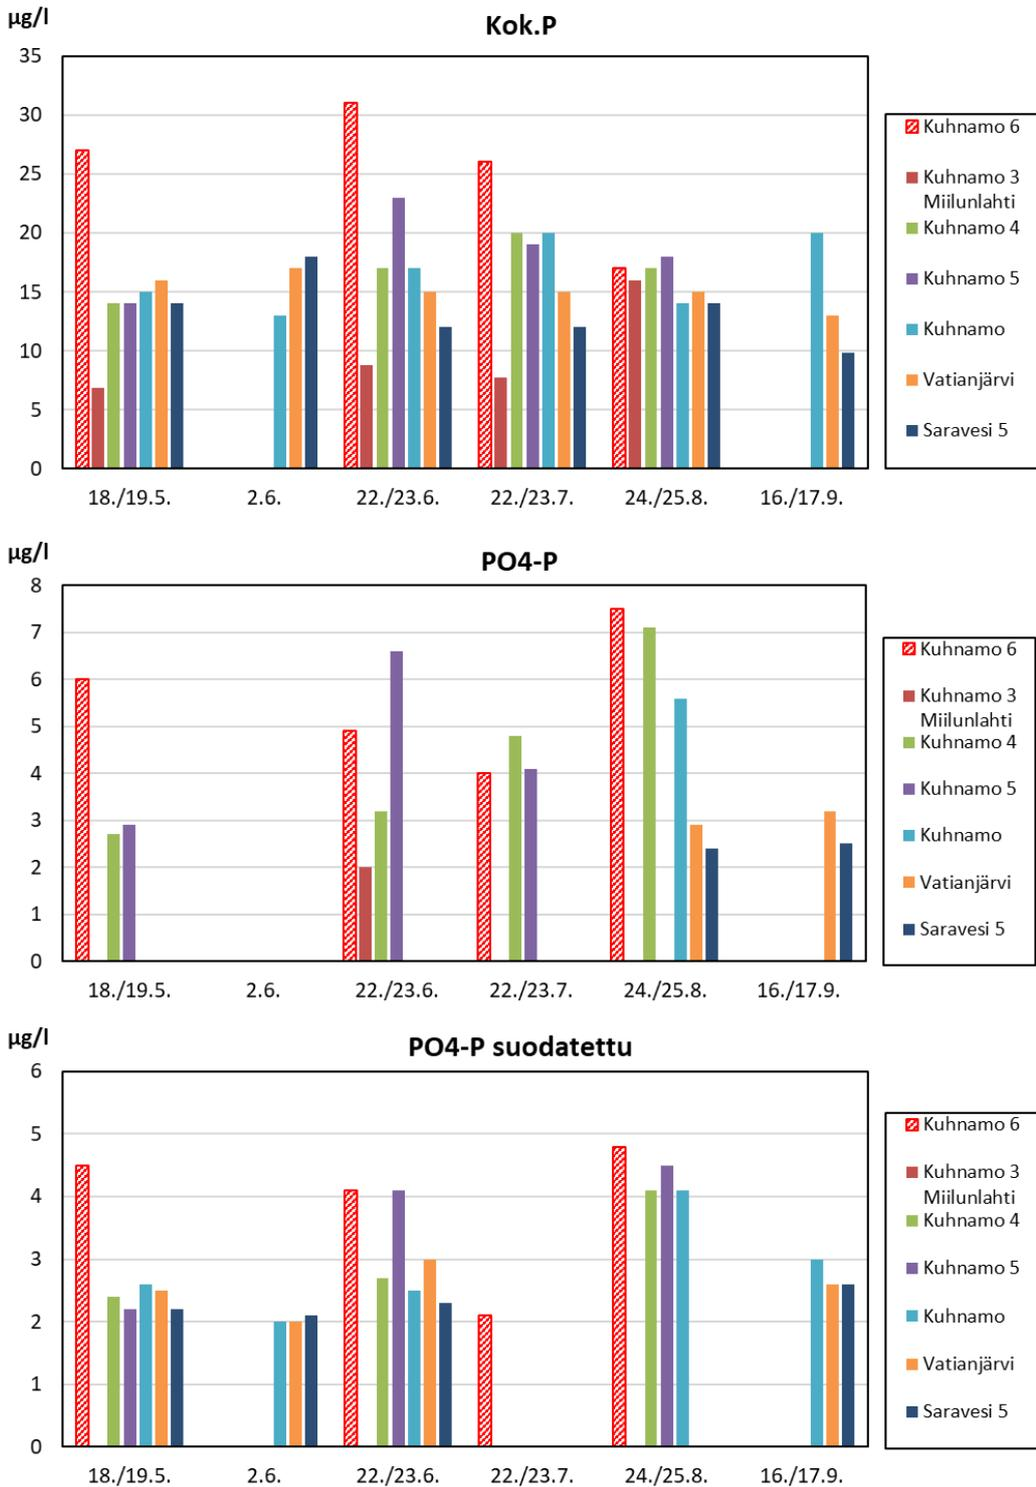 µg/l
Kok.P
35
30
25
20
15
10
5
0
18./19.5. 2.6. 22./23.6. 22./23.7. 24./25.8. 16./17.9.
Kuhnamo 6
Kuhnamo 3
Miilunlahti
Kuhnamo 4
Kuhnamo 5
Kuhnamo
Vatianjärvi
Saravesi 5
µg/l
PO4-P
8
7
6
5
4
3
2
1
0
18./19.5. 2.6. 22./23.6. 22./23.7. 24./25.8. 16./17.9.
Kuhnamo 6
Kuhnamo 3
Miilunlahti
Kuhnamo 4
Kuhnamo 5
Kuhnamo
Vatianjärvi
Saravesi 5
µg/l
PO4-P suodatettu
6
5
4
3
2
1
0
18./19.5. 2.6. 22./23.6. 22./23.7. 24./25.8. 16./17.9.
Kuhnamo 6
Kuhnamo 3
Miilunlahti
Kuhnamo 4
Kuhnamo 5
Kuhnamo
Vatianjärvi
Saravesi 5